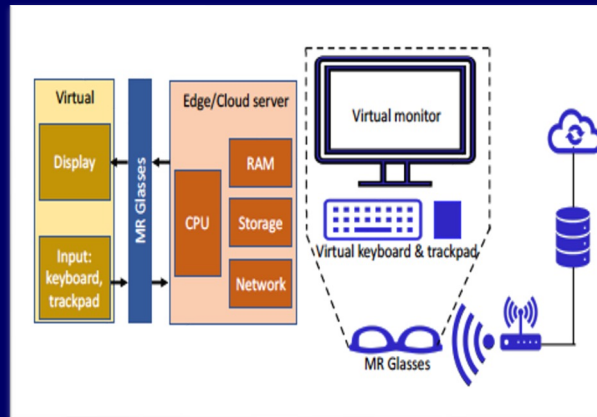 Virtual
Display
Input:
keyboard,
trackpad
MR Glasses
Edge/Cloud server
CPU
RAM
Storage
Network
Virtual monitor
Virtual keyboard & trackpad
MR Glasses